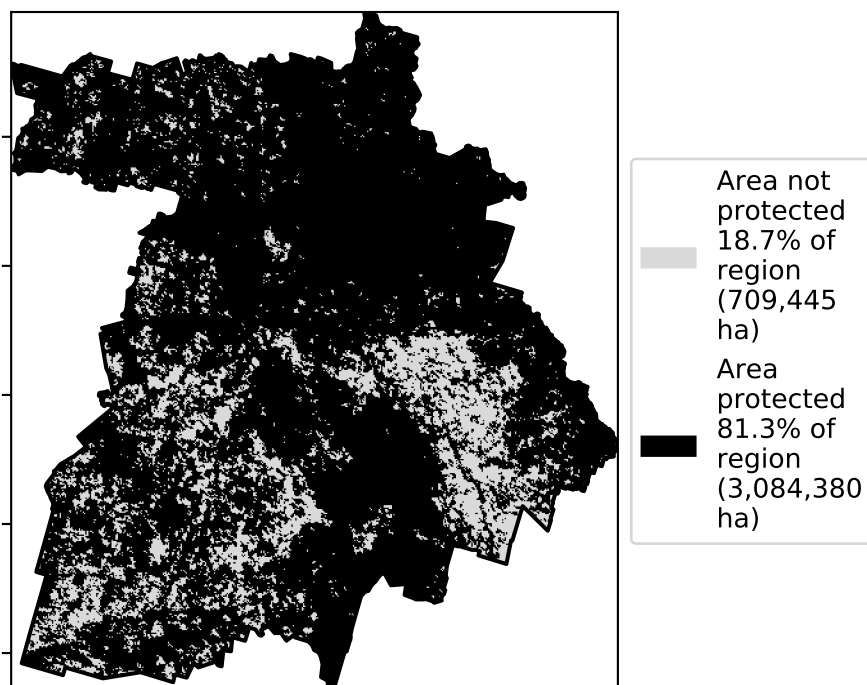 Area not
protected
18.7% of
region
(709,445
ha)
Area
protected
81.3% of
region
(3,084,380
ha)